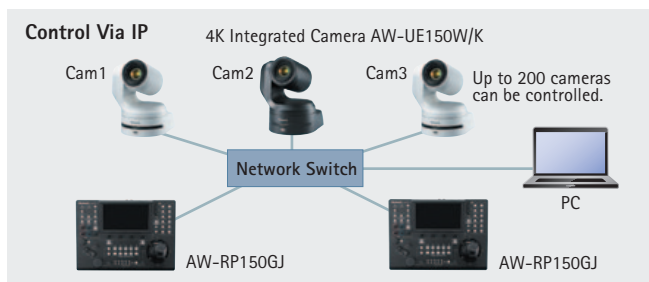 Control Via IP
4K Integrated Camera AW-UE150W/K
Cam1
Cam2
Cam3
Up to 200 cameras
can be controlled.
Network Switch
PC
AW-RP150GJ
AW-RP150GJ